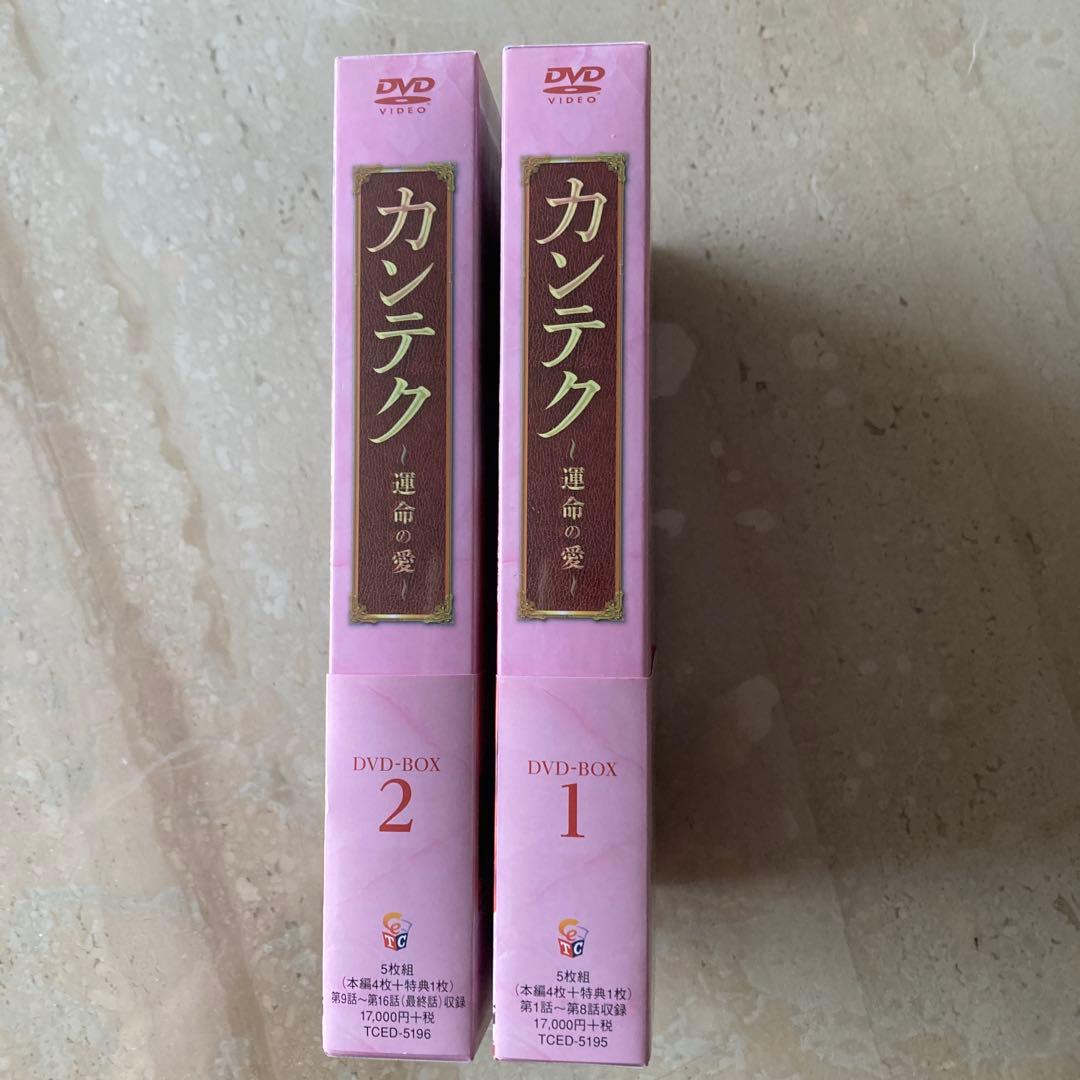 DVD
VIDEO
カンテク
~運命の愛~
DVD-BOX
2
CeTC
5枚組
(本編4枚+特典1枚)
第9話~第16話(最終話)収録
17,000円+税
TCED-5196
DVD
VIDEO
カンテク
~運命の愛~
DVD-BOX
1
CeTC
5枚組
(本編4枚+特典1枚)
第1話~第8話収録
17,000円+税
TCED-5195